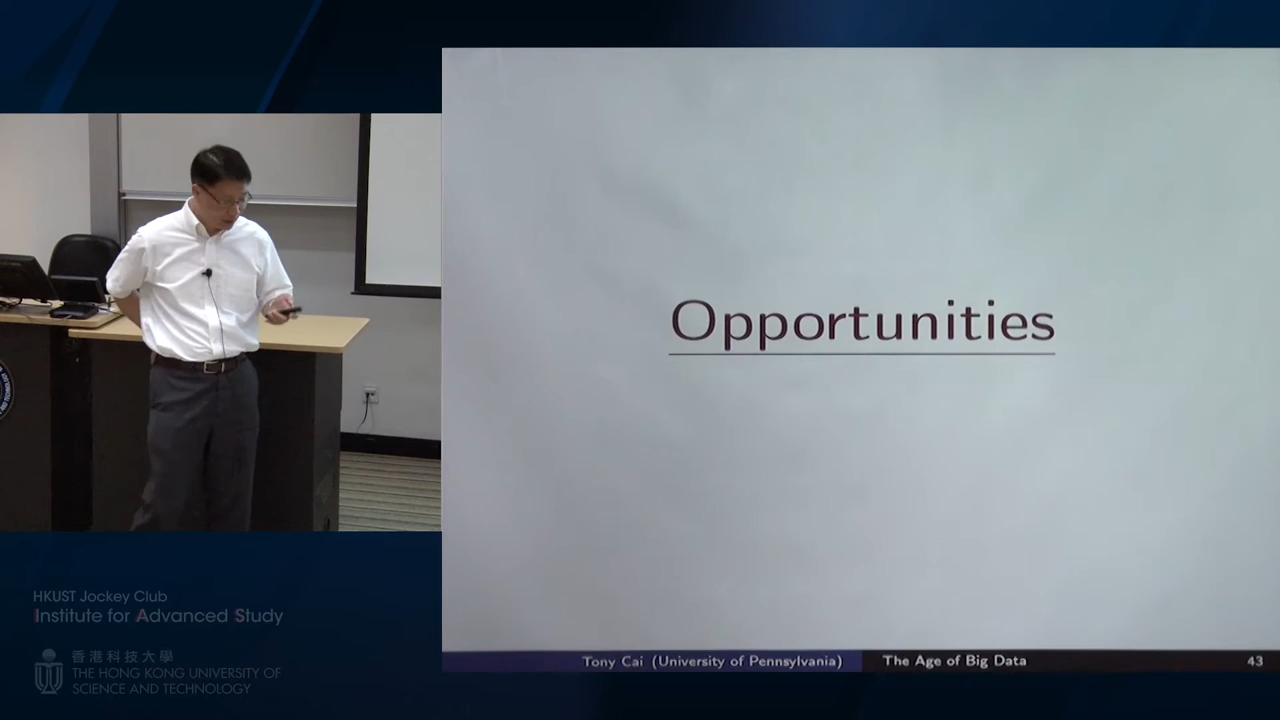 Opportunities
Tony Cai (University of Pennsylvania)
The Age of Big Data
43
HKUST Jockey Club
Institute for Advanced Study
香港科技大學
THE HONG KONG UNIVERSITY OF
SCIENCE AND TECHNOLOGY